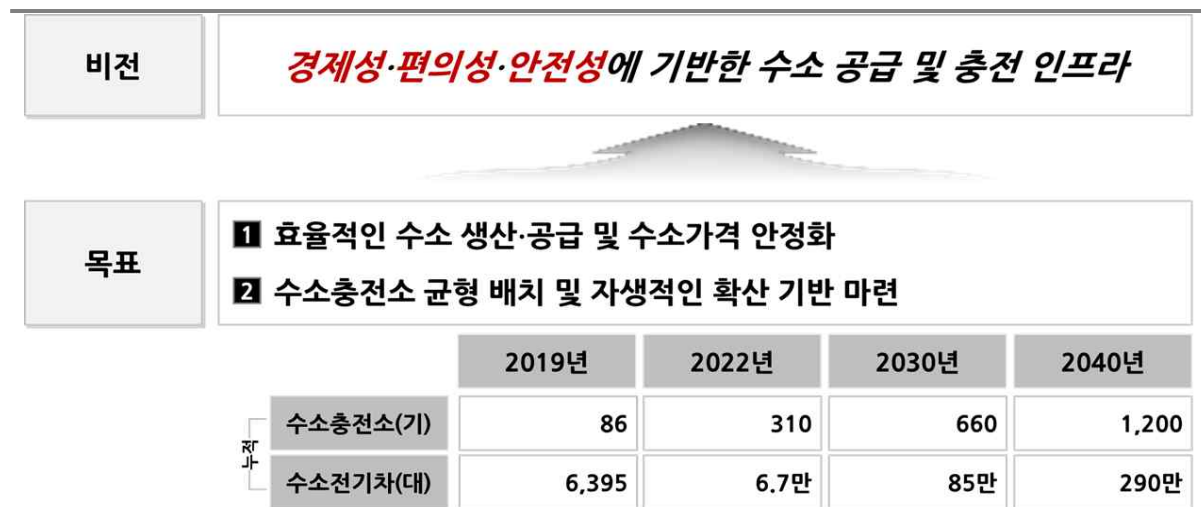 비전
경제성·편의성·안전성에 기반한 수소 공급 및 충전 인프라
목표
1 효율적인 수소 생산·공급 및 수소가격 안정화
2 수소충전소 균형 배치 및 자생적인 확산 기반 마련
2019년 2022년 2030년 2040년
누적
수소충전소(기) 86 310 660 1,200
수소전기차(대) 6,395 6.7만 85만 290만